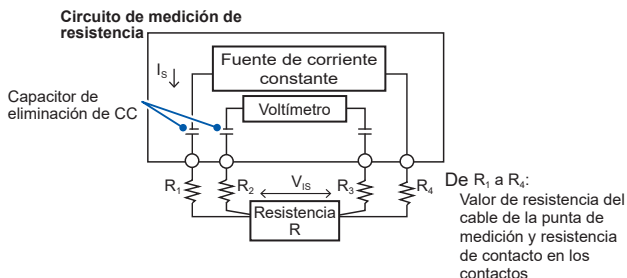 Circuito de medición de
resistencia
Fuente de corriente
constante
Iₛ
Voltímetro
Capacitor de
eliminación de CC
R₁
R₂
V_IS
R₃
R₄
Resistencia
R
De R₁ a R₄:
Valor de resistencia del
cable de la punta de
medición y resistencia
de contacto en los
contactos